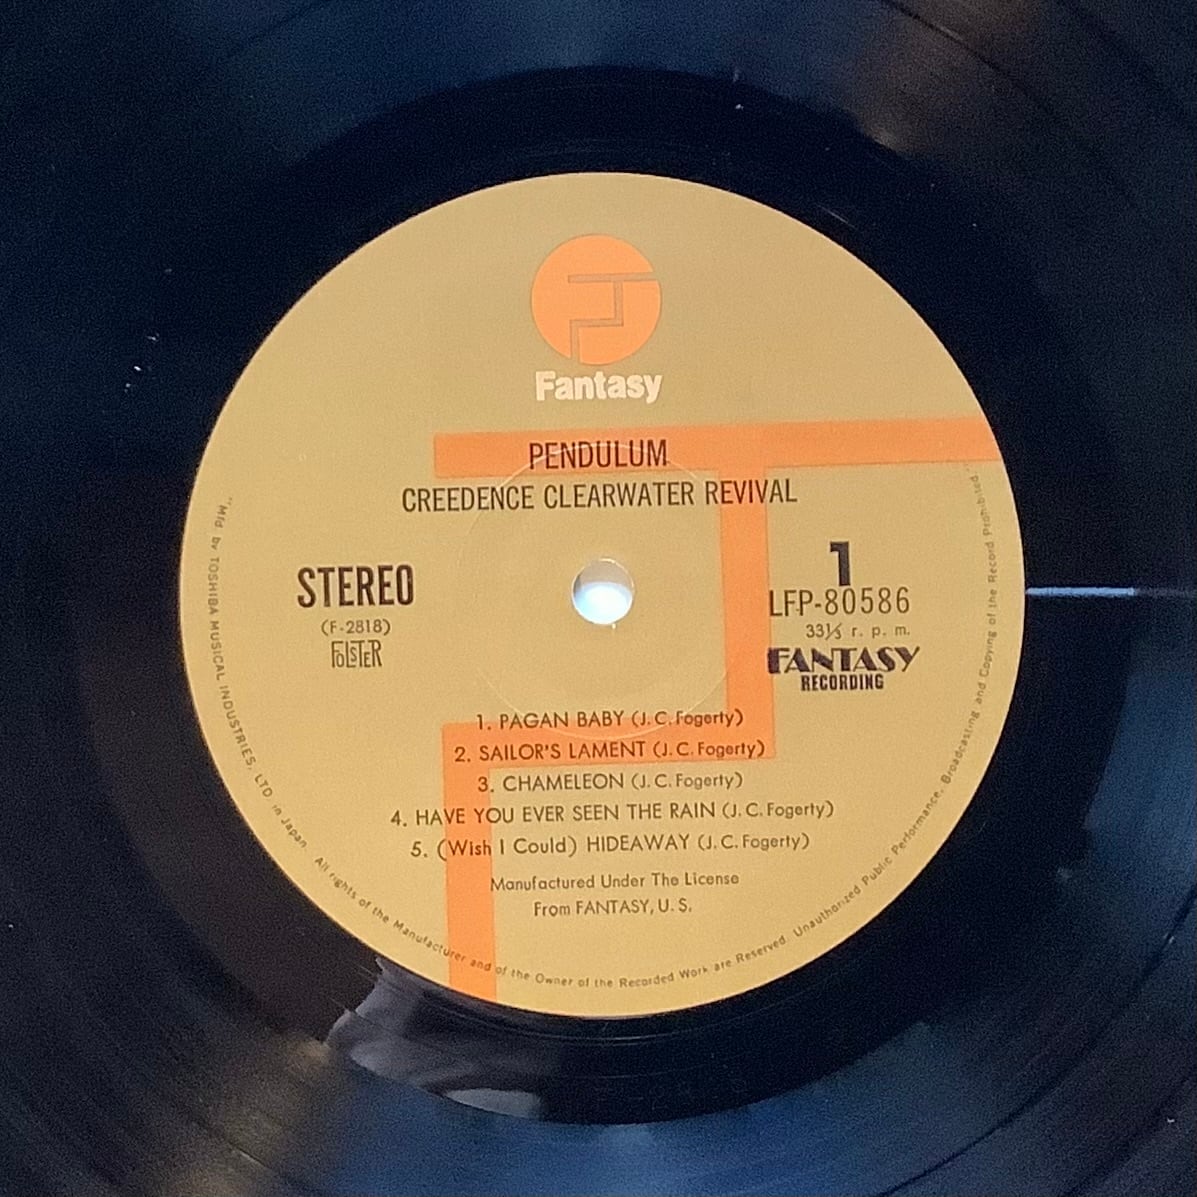 Fantasy
PENDULUM
CREEDENCE CLEARWATER REVIVAL
STEREO
(F-2818)
FOLSTER
1
LFP-80586
33⅓ r. p. m.
FANTASY
RECORDING
1. PAGAN BABY (J. C. Fogerty)
2. SAILOR'S LAMENT (J. C. Fogerty)
3. CHAMELEON (J. C. Fogerty)
4. HAVE YOU EVER SEEN THE RAIN (J. C. Fogerty)
5. (Wish I Could) HIDEAWAY (J. C. Fogerty)
Manufactured Under The License
From FANTASY, U. S.
"Mfd by TOSHIBA MUSICAL INDUSTRIES, LTD. in Japan. All rights of the Manufacturer and of the Owner of the Recorded Work are Reserved. Unauthorized Public Performance, Broadcasting and Copying of the Record Prohibited."